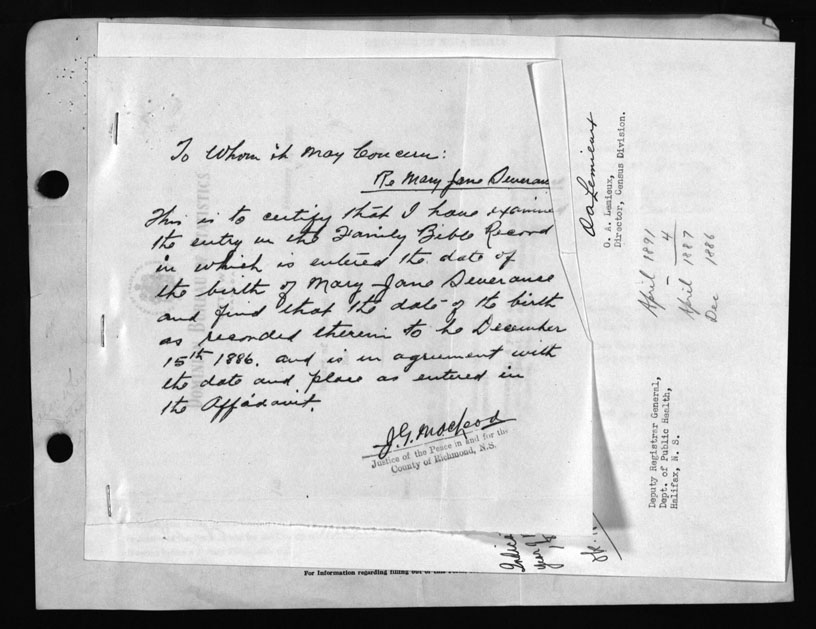 To Whom it May Concern:
Re Mary Jane Deveran
This is to certify that I have examine
the entry in the Family Bible Record
in which is entered the date of
the birth of Mary Jane Deverance
and find that the date of the birth
as recorded therein to be December
15th 1886. and is in agreement with
the date and place as entered in
the Affadavit.
J.G. MacLeod
Justice of the Peace in and for the
County of Richmond, N.S.
O A Lemieux
O. A. Lemieux,
Director, Census Division.
April 1891
4
April 1887
Dec 1886
Deputy Registrar General,
Dept. of Public Health,
Halifax, N. S.
For Information regarding filling out of this